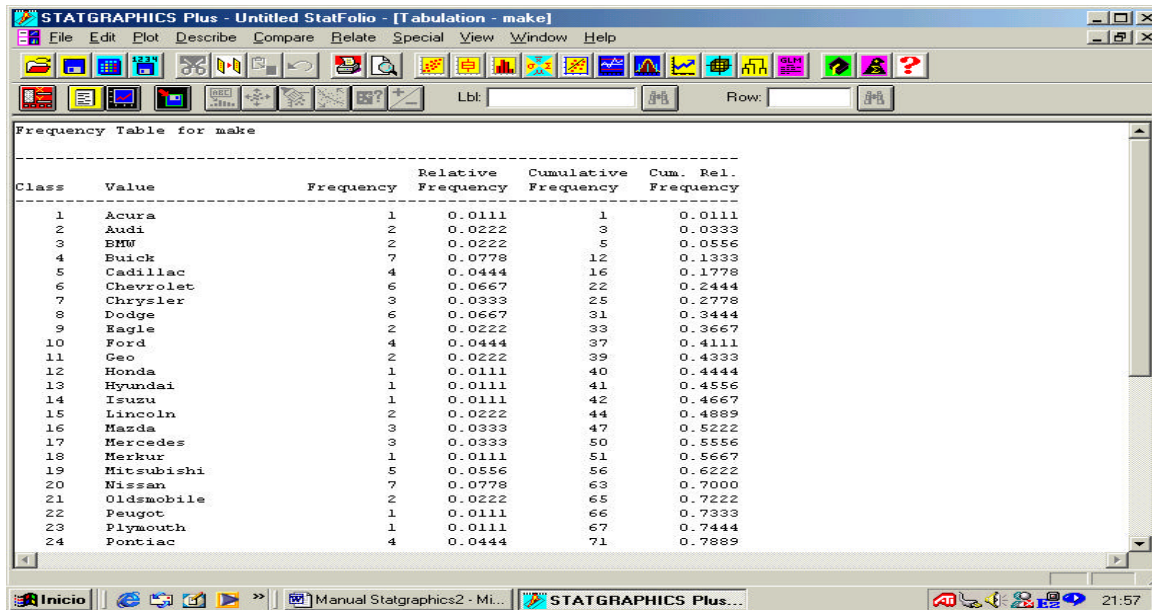 STATGRAPHICS Plus - Untitled StatFolio - [Tabulation - make]
File Edit Plot Describe Compare Relate Special View Window Help
Lbl: Row:
Frequency Table for make
Relative Cumulative Cum. Rel.
Class Value Frequency Frequency Frequency Frequency
1 Acura 1 0.0111 1 0.0111
2 Audi 2 0.0222 3 0.0333
3 BMW 2 0.0222 5 0.0556
4 Buick 7 0.0778 12 0.1333
5 Cadillac 4 0.0444 16 0.1778
6 Chevrolet 6 0.0667 22 0.2444
7 Chrysler 3 0.0333 25 0.2778
8 Dodge 6 0.0667 31 0.3444
9 Eagle 2 0.0222 33 0.3667
10 Ford 4 0.0444 37 0.4111
11 Geo 2 0.0222 39 0.4333
12 Honda 1 0.0111 40 0.4444
13 Hyundai 1 0.0111 41 0.4556
14 Isuzu 1 0.0111 42 0.4667
15 Lincoln 2 0.0222 44 0.4889
16 Mazda 3 0.0333 47 0.5222
17 Mercedes 3 0.0333 50 0.5556
18 Merkur 1 0.0111 51 0.5667
19 Mitsubishi 5 0.0556 56 0.6222
20 Nissan 7 0.0778 63 0.7000
21 Oldsmobile 2 0.0222 65 0.7222
22 Peugot 1 0.0111 66 0.7333
23 Plymouth 1 0.0111 67 0.7444
24 Pontiac 4 0.0444 71 0.7889
Inicio » Manual Statgraphics2 - Mi... STATGRAPHICS Plus... 21:57